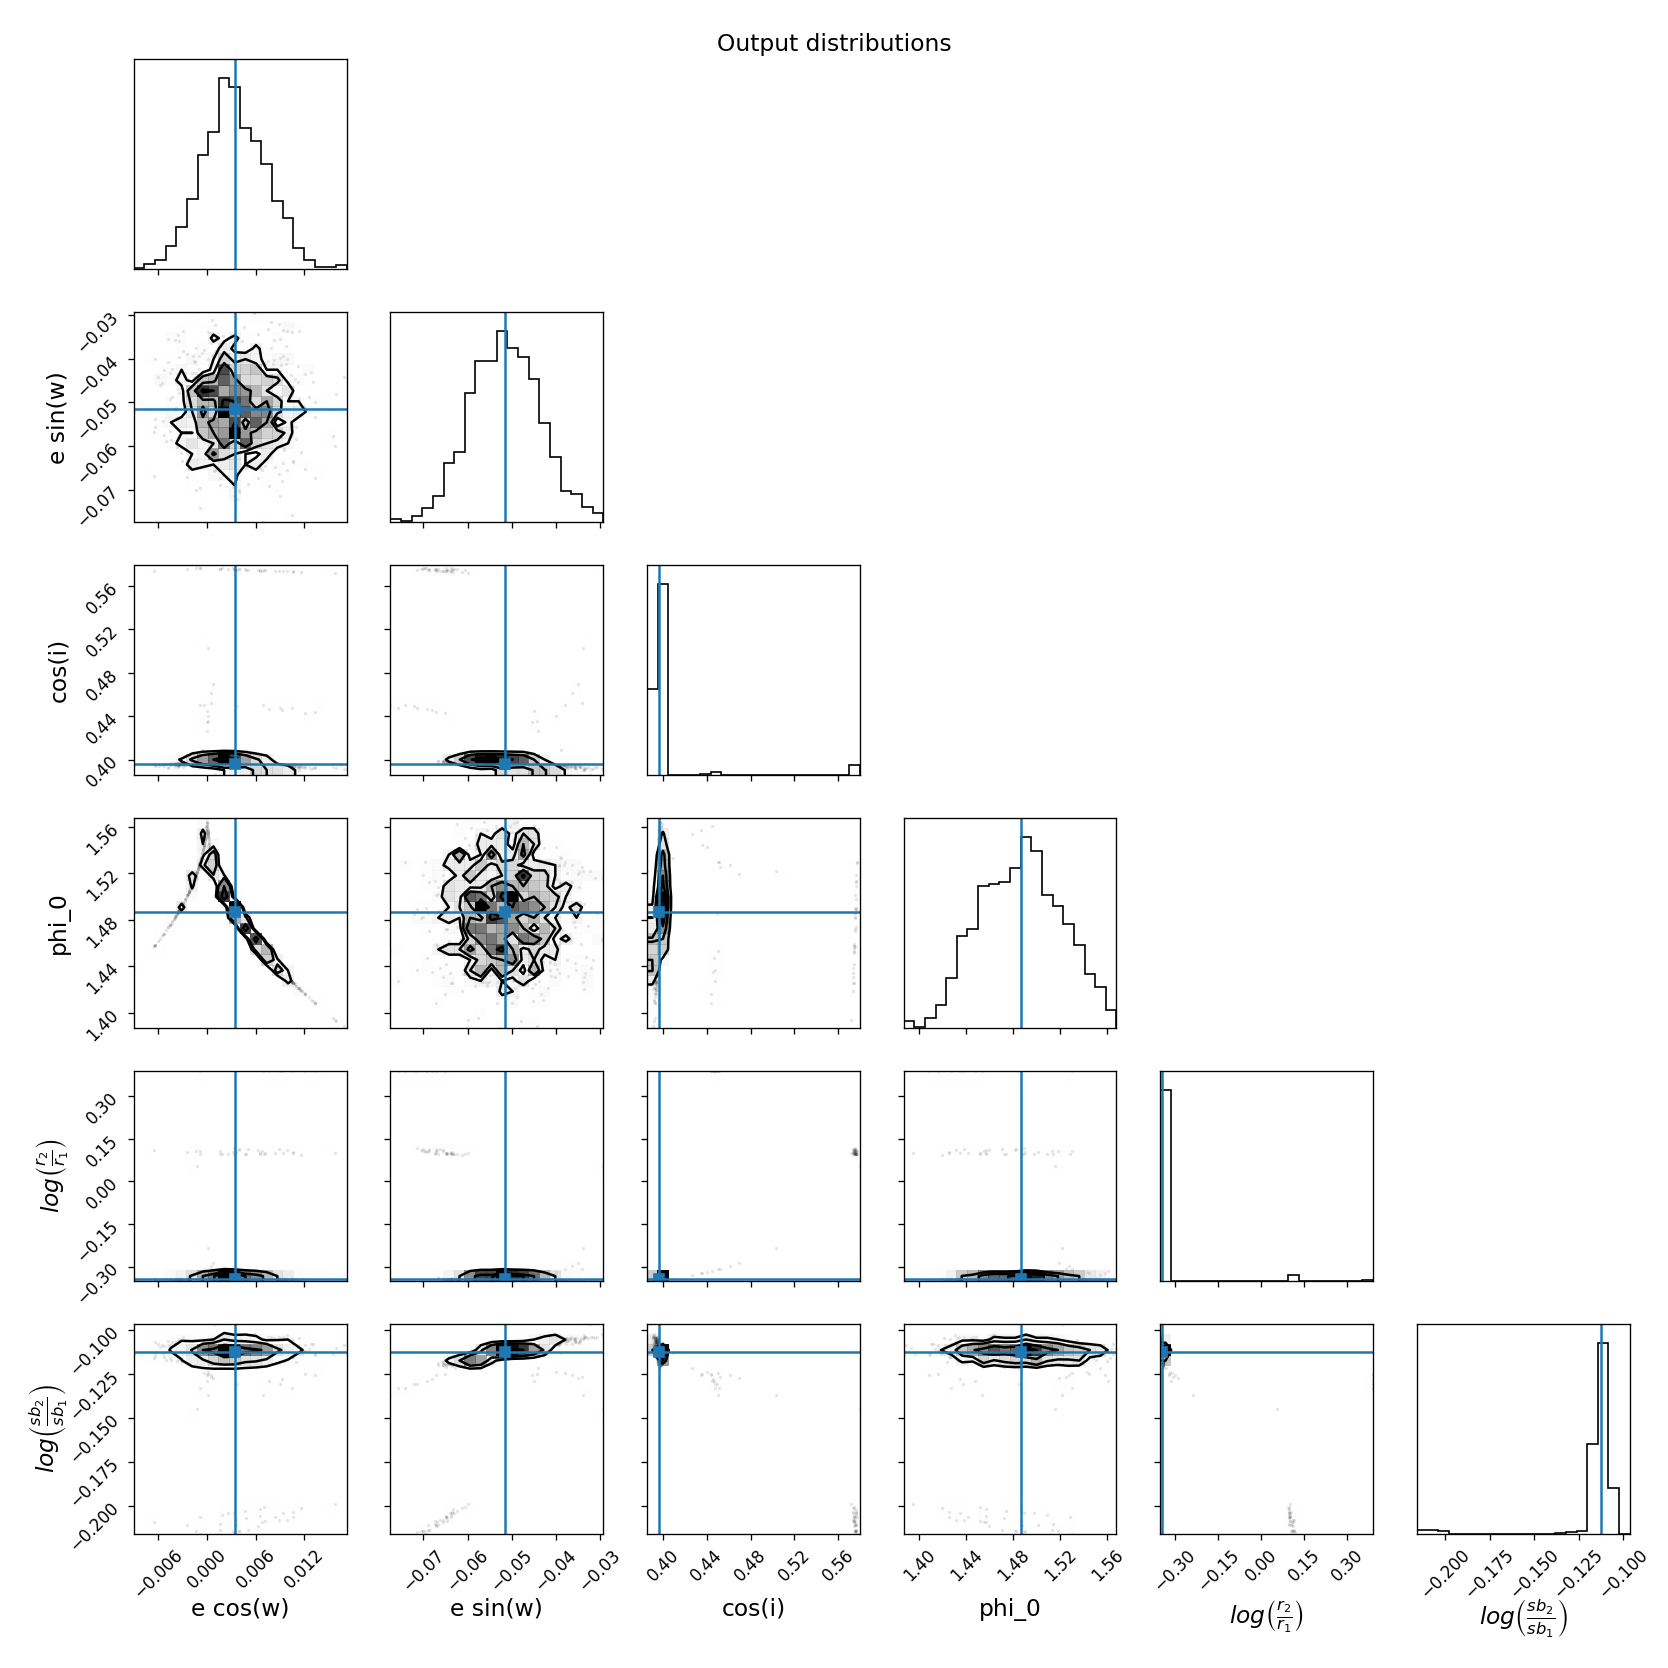 Output distributions
−0.03
−0.04
−0.05
−0.06
−0.07
e sin(w)
0.56
0.52
0.48
0.44
0.40
cos(i)
1.56
1.52
1.48
1.44
1.40
phi_0
0.30
0.15
0.00
−0.15
−0.30
log(r₂/r₁)
−0.100
−0.125
−0.150
−0.175
−0.200
log(sb₂/sb₁)
−0.006 0.000 0.006 0.012
e cos(w)
−0.07 −0.06 −0.05 −0.04 −0.03
e sin(w)
0.40 0.44 0.48 0.52 0.56
cos(i)
1.40 1.44 1.48 1.52 1.56
phi_0
−0.30 −0.15 0.00 0.15 0.30
log(r₂/r₁)
−0.200 −0.175 −0.150 −0.125 −0.100
log(sb₂/sb₁)